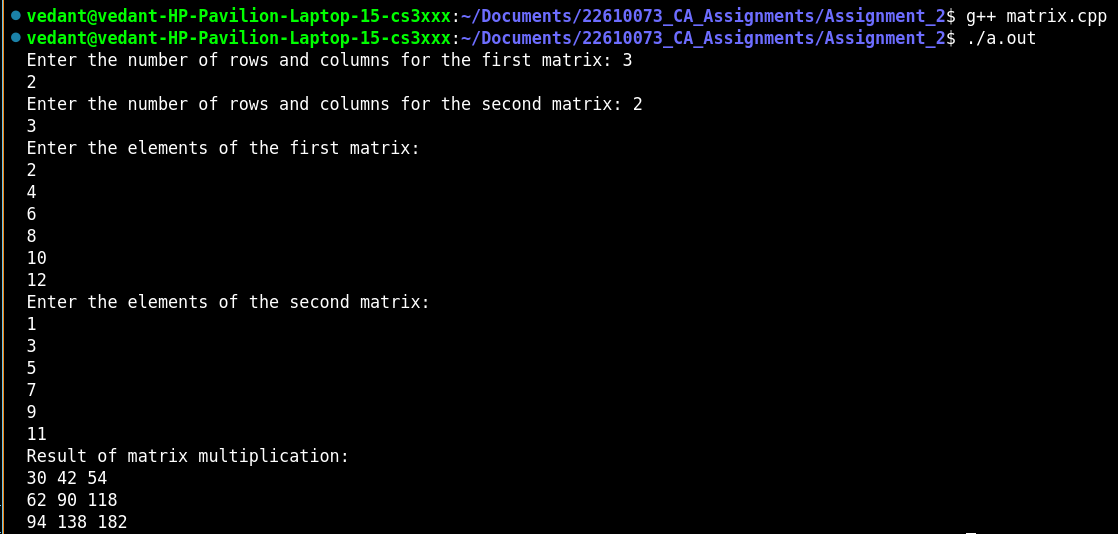 vedant@vedant-HP-Pavilion-Laptop-15-cs3xxx:~/Documents/22610073_CA_Assignments/Assignment_2$ g++ matrix.cpp
vedant@vedant-HP-Pavilion-Laptop-15-cs3xxx:~/Documents/22610073_CA_Assignments/Assignment_2$ ./a.out
Enter the number of rows and columns for the first matrix: 3
2
Enter the number of rows and columns for the second matrix: 2
3
Enter the elements of the first matrix:
2
4
6
8
10
12
Enter the elements of the second matrix:
1
3
5
7
9
11
Result of matrix multiplication:
30 42 54
62 90 118
94 138 182